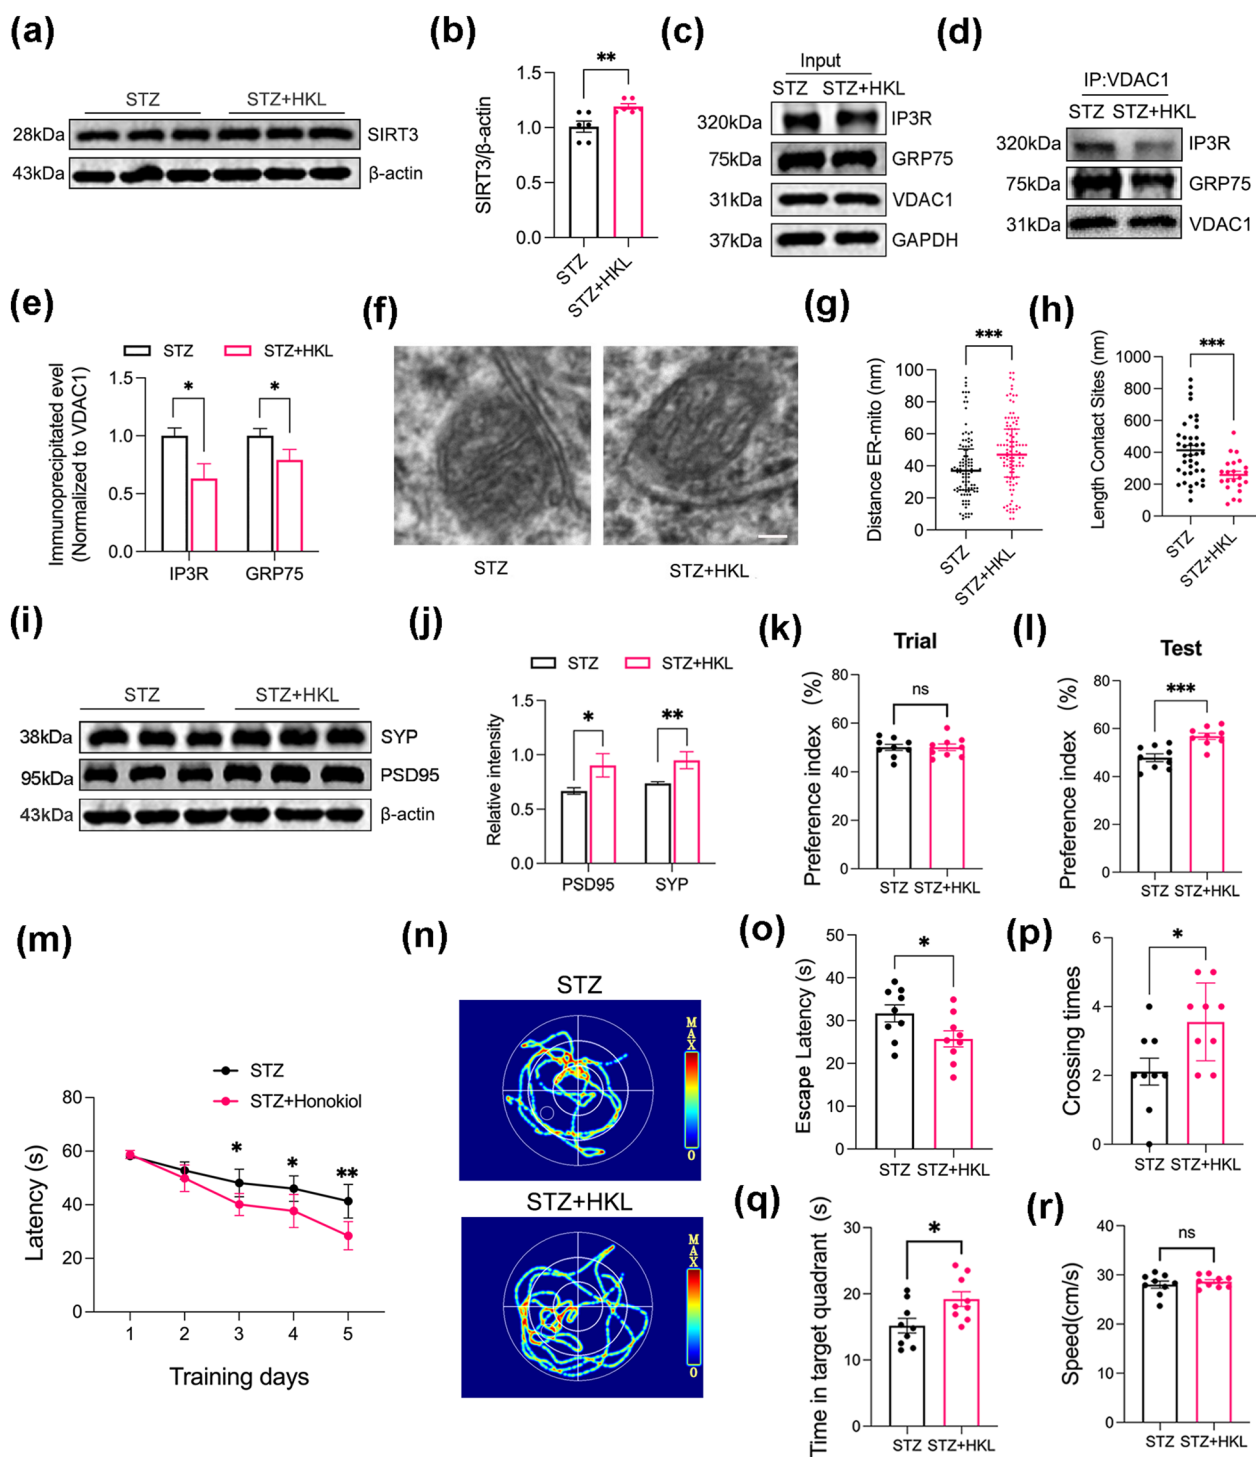 (a)
STZ
STZ+HKL
28kDa
SIRT3
43kDa
β-actin
(b)
**
SIRT3/β-actin
1.5
1.0
0.5
0.0
STZ
STZ+HKL
(c)
Input
STZ STZ+HKL
320kDa
IP3R
75kDa
GRP75
31kDa
VDAC1
37kDa
GAPDH
(d)
IP:VDAC1
STZ STZ+HKL
320kDa
IP3R
75kDa
GRP75
31kDa
VDAC1
(e)
STZ
STZ+HKL
Immunoprecipitated evel
(Normalized to VDAC1)
1.5
1.0
0.5
0.0
*
*
IP3R
GRP75
(f)
STZ
STZ+HKL
(g)
***
Distance ER-mito (nm)
100
80
60
40
20
0
STZ
STZ+HKL
(h)
***
Length Contact Sites (nm)
1000
800
600
400
200
0
STZ
STZ+HKL
(i)
STZ
STZ+HKL
38kDa
SYP
95kDa
PSD95
43kDa
β-actin
(j)
STZ
STZ+HKL
Relative intensity
1.5
1.0
0.5
0.0
*
**
PSD95
SYP
(k)
Trial
Preference index (%)
80
60
40
20
0
ns
STZ STZ+HKL
(l)
Test
Preference index (%)
80
60
40
20
0
***
STZ STZ+HKL
(m)
STZ
STZ+Honokiol
Latency (s)
80
60
40
20
0
*
*
**
1 2 3 4 5
Training days
(n)
STZ
MAX
0
STZ+HKL
MAX
0
(o)
Escape Latency (s)
50
40
30
20
10
0
*
STZ STZ+HKL
(p)
Crossing times
6
4
2
0
*
STZ STZ+HKL
(q)
Time in target quadrant (s)
30
20
10
0
*
STZ STZ+HKL
(r)
Speed(cm/s)
40
30
20
10
0
ns
STZ STZ+HKL